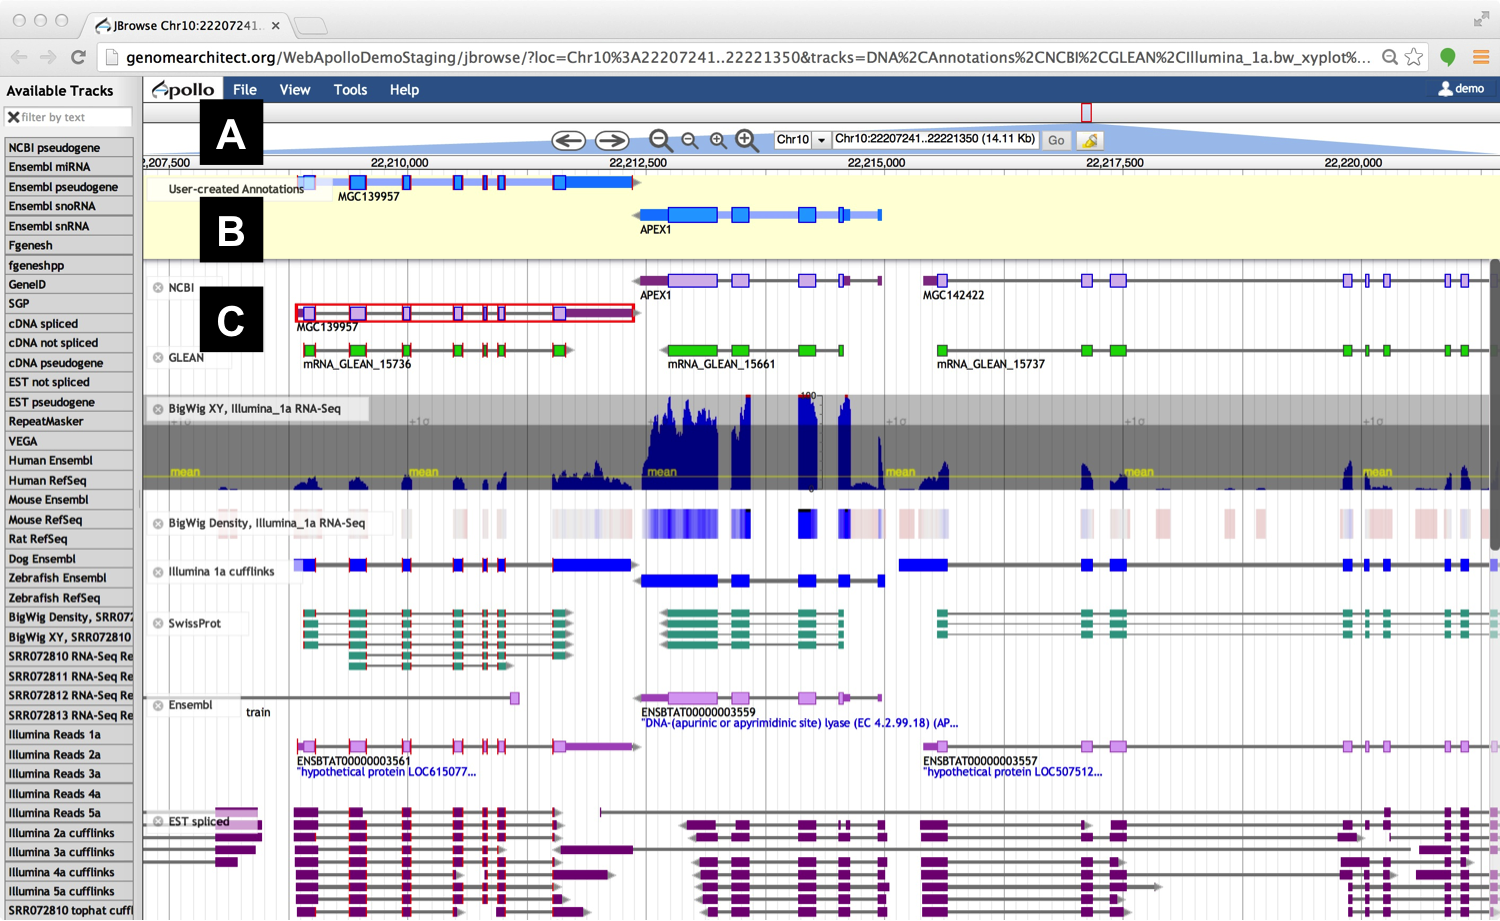 JBrowse Chr10:22207241..
genomearchitect.org/WebApolloDemoStaging/jbrowse/?loc=Chr10%3A22207241..22221350&tracks=DNA%2CAnnotations%2CNCBI%2CGLEAN%2CIllumina_1a.bw_xyplot%...
Available Tracks
Apollo File View Tools Help demo
filter by text
A
Chr10 Chr10:22207241..22221350 (14.11 Kb) Go
2,207,500 22,210,000 22,212,500 22,215,000 22,217,500 22,220,000
NCBI pseudogene
Ensembl miRNA
Ensembl pseudogene
Ensembl snoRNA
Ensembl snRNA
Fgenesh
fgeneshpp
GeneID
SGP
cDNA spliced
cDNA not spliced
cDNA pseudogene
EST not spliced
EST pseudogene
RepeatMasker
VEGA
Human Ensembl
Human RefSeq
Mouse Ensembl
Mouse RefSeq
Rat RefSeq
Dog Ensembl
Zebrafish Ensembl
Zebrafish RefSeq
BigWig Density, SRR072
BigWig XY, SRR072810
SRR072810 RNA-Seq Re
SRR072811 RNA-Seq Re
SRR072812 RNA-Seq Re
SRR072813 RNA-Seq Re
Illumina Reads 1a
Illumina Reads 2a
Illumina Reads 3a
Illumina Reads 4a
Illumina Reads 5a
Illumina 2a cufflinks
Illumina 3a cufflinks
Illumina 4a cufflinks
Illumina 5a cufflinks
SRR072810 tophat cuffl
User-created Annotations
MGC139957
B
APEX1
NCBI
APEX1
MGC142422
C
MGC139957
GLEAN
mRNA_GLEAN_15736
mRNA_GLEAN_15661
mRNA_GLEAN_15737
BigWig XY, Illumina_1a RNA-Seq
100
+1σ +1σ +1σ +1σ
mean mean mean mean mean mean
0
BigWig Density, Illumina_1a RNA-Seq
Illumina 1a cufflinks
SwissProt
Ensembl
train
ENSBTAT00000003559
"DNA-(apurinic or apyrimidinic site) lyase (EC 4.2.99.18) (AP...
ENSBTAT00000003561
"hypothetical protein LOC615077...
ENSBTAT00000003557
"hypothetical protein LOC507512...
EST spliced